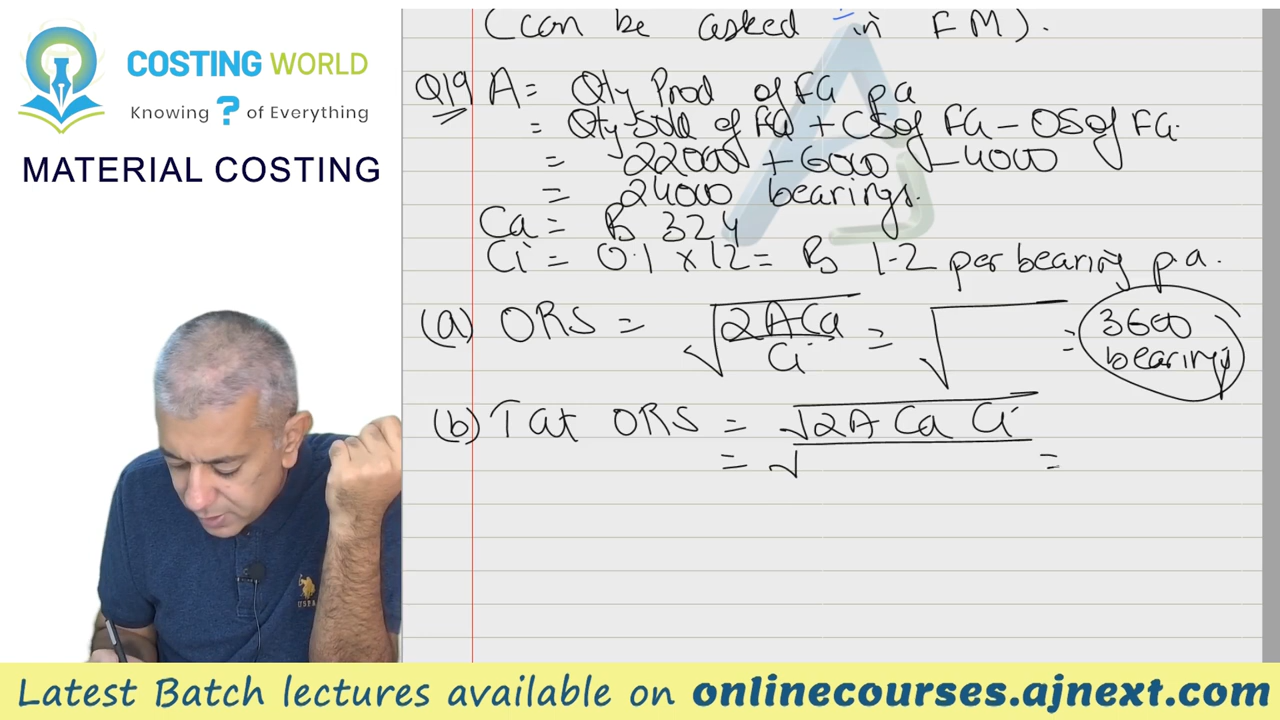 (can be asked in FM).
COSTING WORLD
Knowing ? of Everything
MATERIAL COSTING
Q19 A = Qty Prod of FG pa
= Qty Sold of FG + CS of FG - OS of FG.
= 22000 + 6000 - 4000
= 24000 bearings.
Ca = Rs 324
Ci = 0.1 x 12 = Rs 1.2 per bearing p.a.
(a) ORS = √2ACa/Ci = √ = 3600 bearings
(b) T at ORS = √2A Ca Ci
= √ =
USPA
Latest Batch lectures available on onlinecourses.ajnext.com